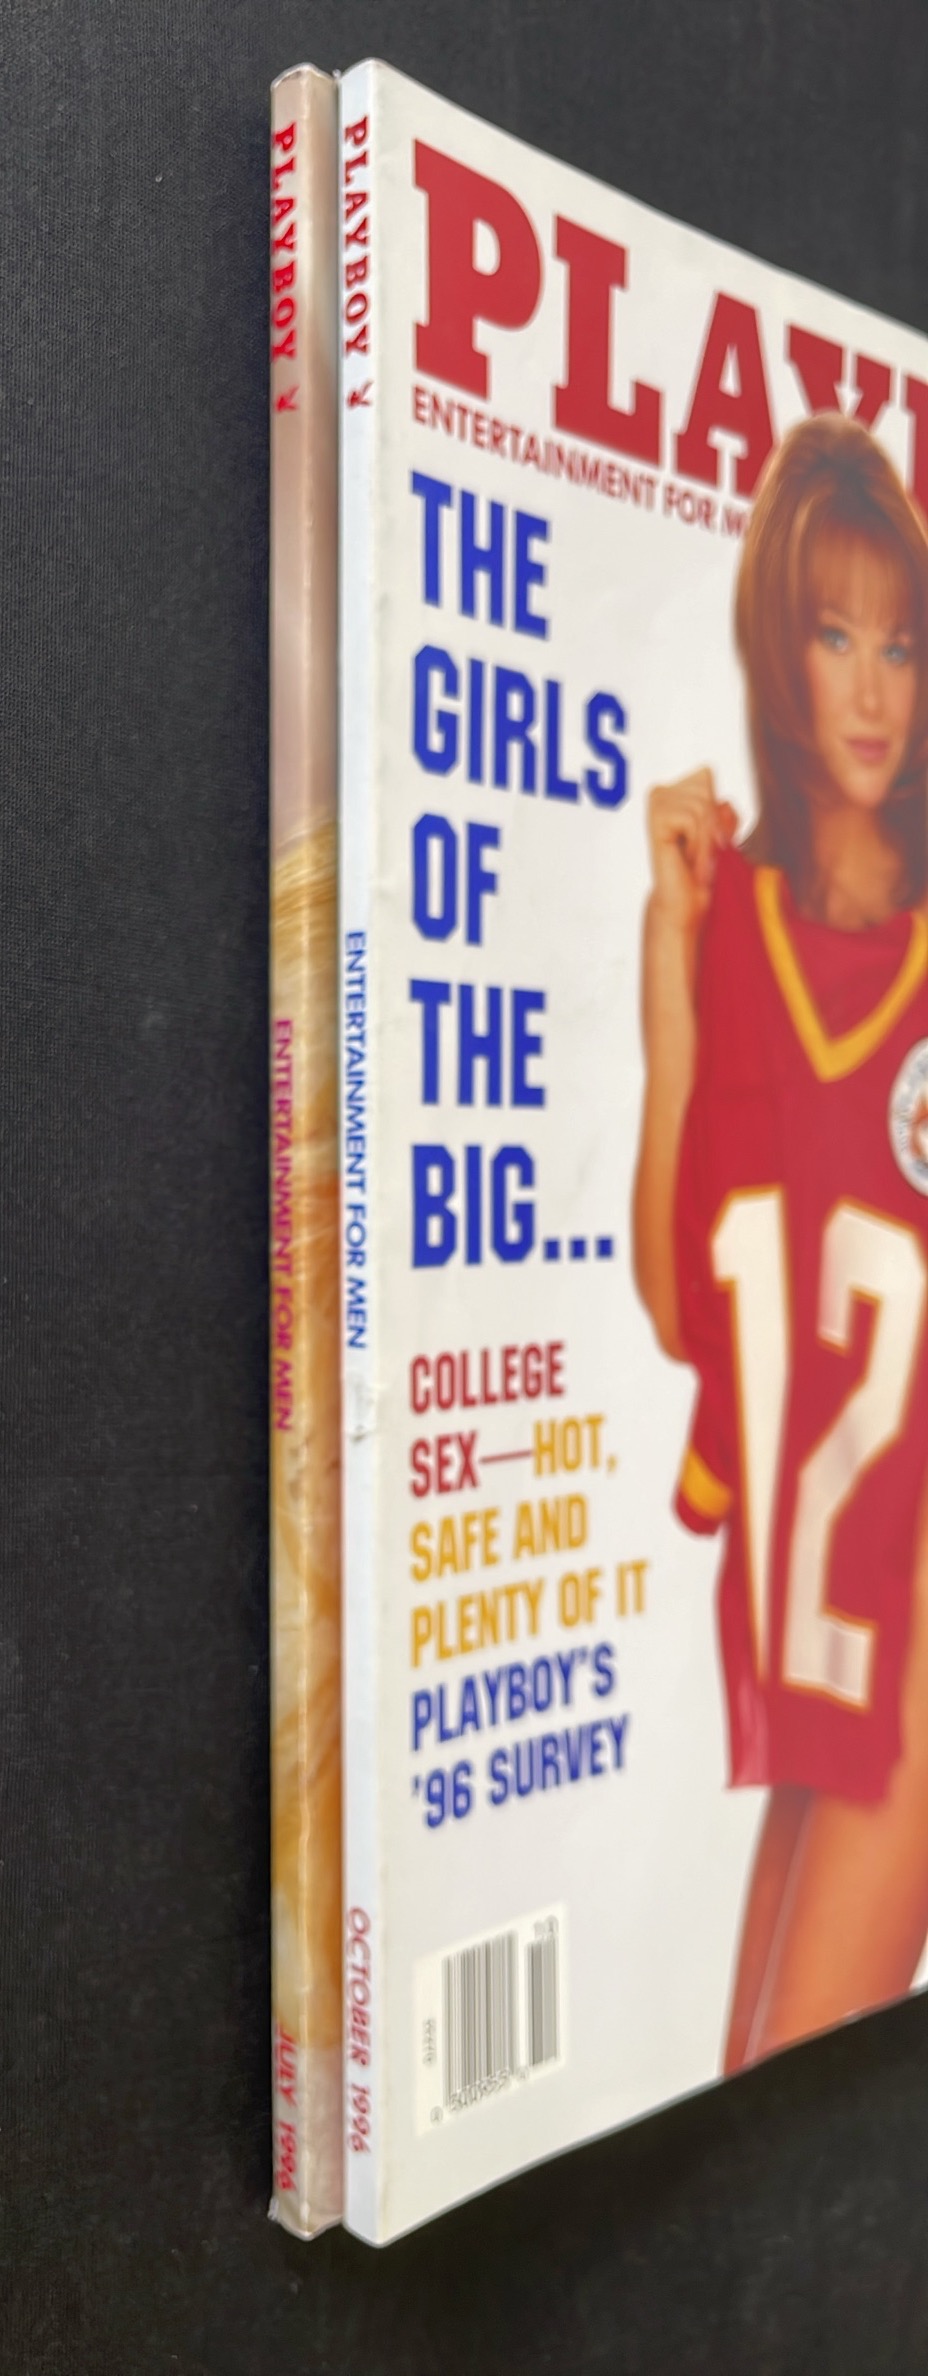 PLAYBOY
ENTERTAINMENT FOR MEN
JULY 1996
PLAYBOY
ENTERTAINMENT FOR MEN
OCTOBER 1996
PLAY
ENTERTAINMENT FOR M
THE
GIRLS
OF
THE
BIG...
COLLEGE
SEX—HOT,
SAFE AND
PLENTY OF IT
PLAYBOY'S
'96 SURVEY
12